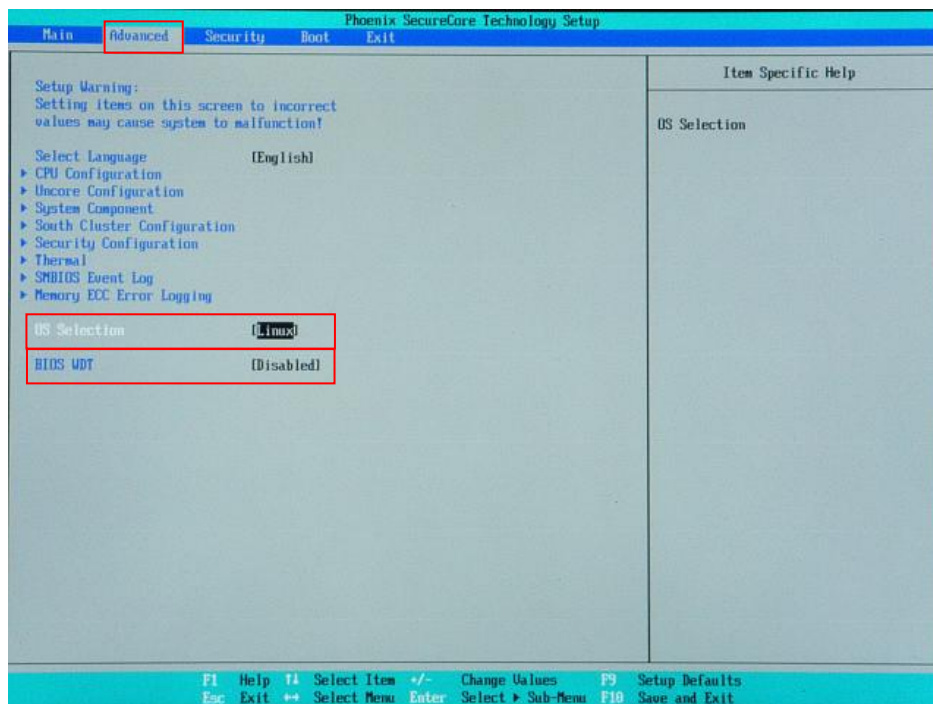 Phoenix SecureCore Technology Setup
Main Advanced Security Boot Exit
Item Specific Help
Setup Warning:
Setting items on this screen to incorrect
values may cause system to malfunction!
OS Selection
Select Language [English]
▶ CPU Configuration
▶ Uncore Configuration
▶ System Component
▶ South Cluster Configuration
▶ Security Configuration
▶ Thermal
▶ SMBIOS Event Log
▶ Memory ECC Error Logging
OS Selection [Linux]
BIOS WDT [Disabled]
F1 Help ↑↓ Select Item +/- Change Values F9 Setup Defaults
Esc Exit ↔ Select Menu Enter Select ▶ Sub-Menu F10 Save and Exit